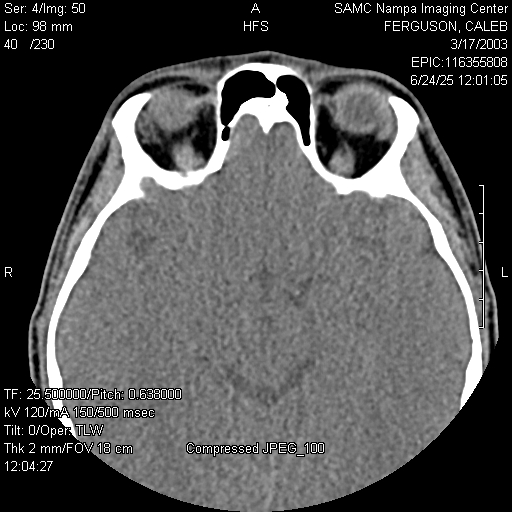 Ser: 4/Img: 50
Loc: 98 mm
40 /230
A
HFS
SAMC Nampa Imaging Center
FERGUSON, CALEB
3/17/2003
EPIC:116355808
6/24/25 12:01:05
R
L
TF: 25.500000/Pitch: 0.638000
kV 120/mA 150/500 msec
Tilt: 0/Oper: TLW
Thk 2 mm/FOV 18 cm
12:04:27
Compressed JPEG_100